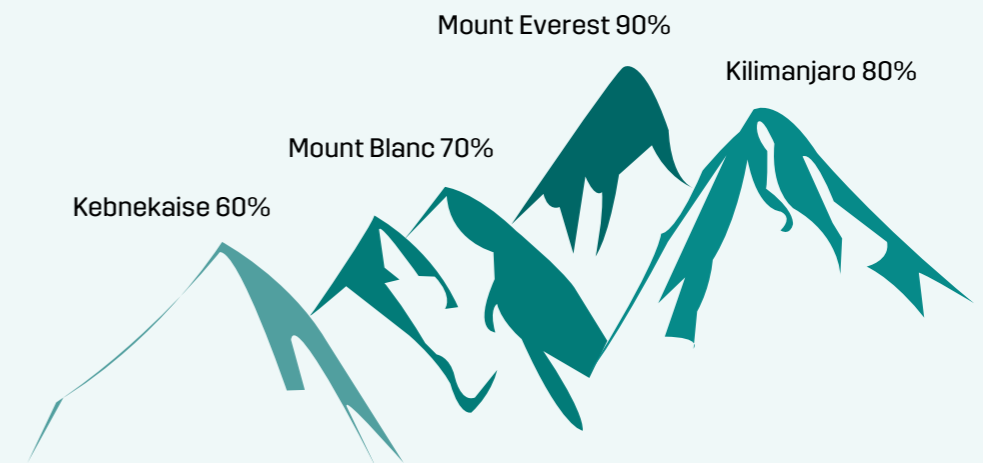 Mount Everest 90%
Kilimanjaro 80%
Mount Blanc 70%
Kebnekaise 60%